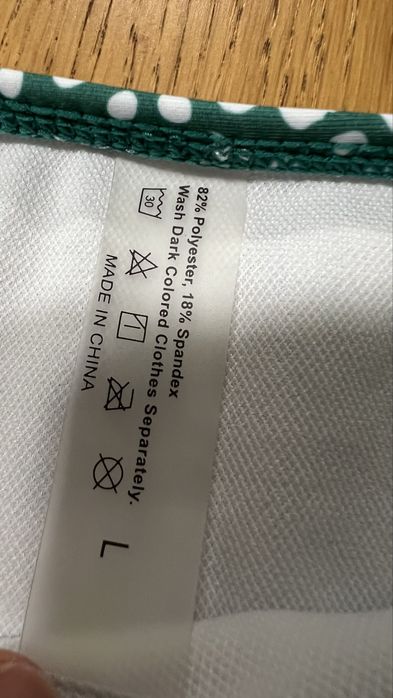 82% Polyester, 18% Spandex
Wash Dark Colored Clothes Separately.
30
L
MADE IN CHINA